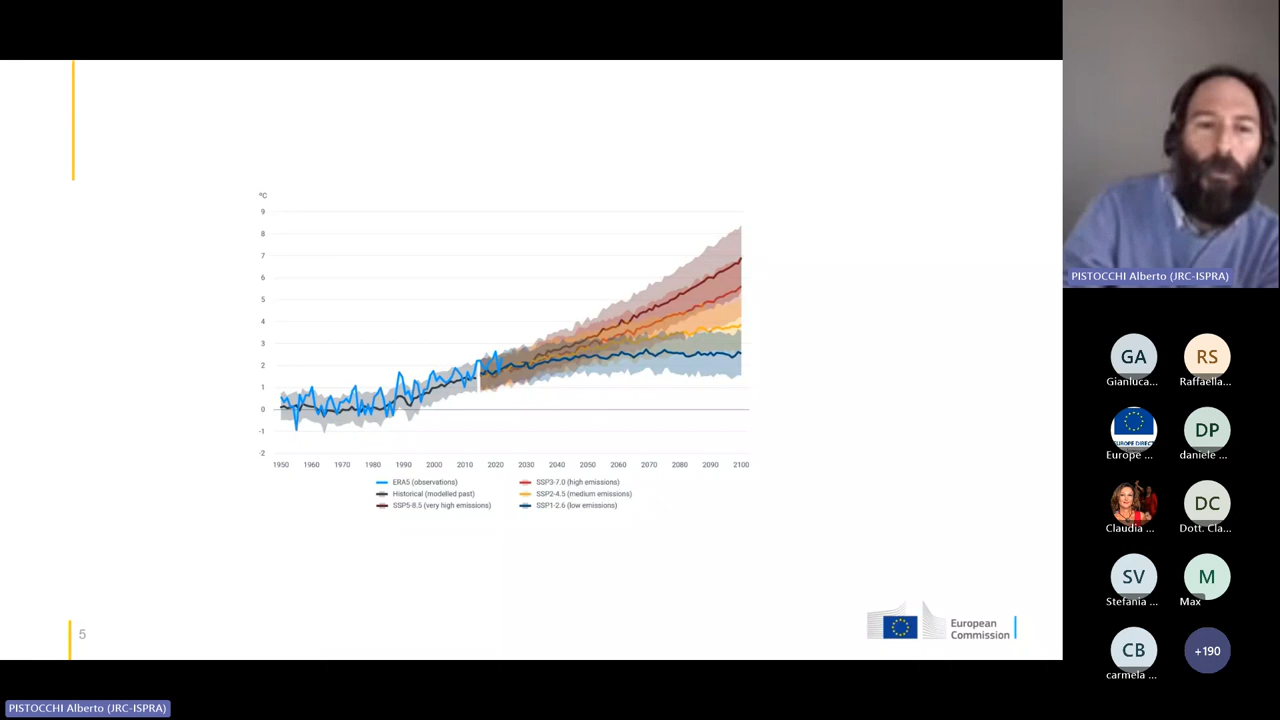 ºC
9
8
7
6
5
4
3
2
1
0
-1
-2
1950 1960 1970 1980 1990 2000 2010 2020 2030 2040 2050 2060 2070 2080 2090 2100
ERA5 (observations)
Historical (modelled past)
SSP5-8.5 (very high emissions)
SSP3-7.0 (high emissions)
SSP2-4.5 (medium emissions)
SSP1-2.6 (low emissions)
5
European
Commission
PISTOCCHI Alberto (JRC-ISPRA)
GA
Gianluca...
RS
Raffaella...
EUROPE DIRECT
Europe ...
DP
daniele ...
Claudia ...
DC
Dott. Cla...
SV
Stefania ...
M
Max
CB
carmela ...
+190
PISTOCCHI Alberto (JRC-ISPRA)